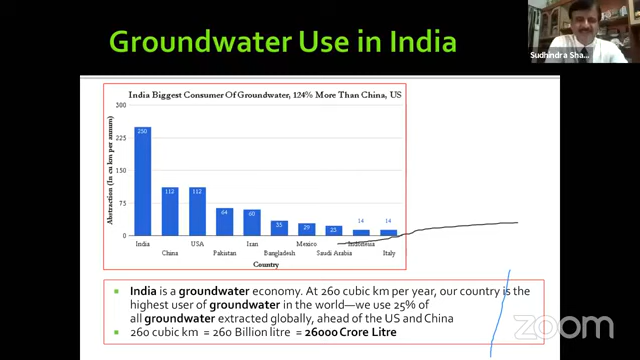 Groundwater Use in India
Sudhindra Sha...
India Biggest Consumer Of Groundwater, 124% More Than China, US
Abstraction (In cu km per annum)
300
225
150
75
0
250
112
112
64
60
35
29
23
14
14
India
China
USA
Pakistan
Iran
Bangladesh
Mexico
Saudi Arabia
Indonesia
Italy
Country
India is a groundwater economy. At 260 cubic km per year, our country is the
highest user of groundwater in the world—we use 25% of
all groundwater extracted globally, ahead of the US and China
260 cubic km = 260 Billion litre = 26000 Crore Litre
zoom